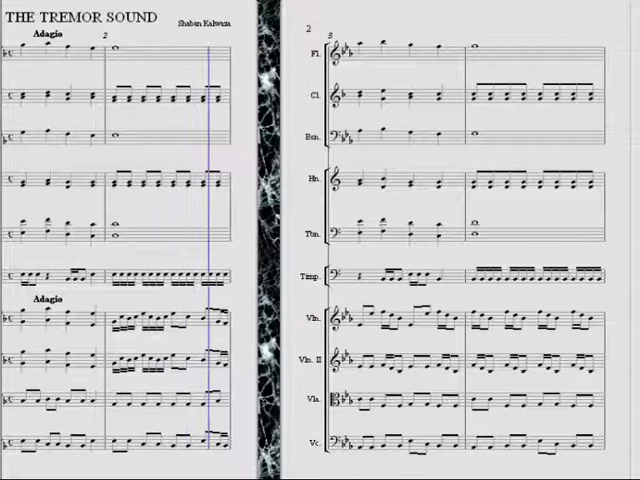 THE TREMOR SOUND
Shaban Kalwaza
Adagio
2
Adagio
2
3
Fl.
Cl.
Bsn.
Hn.
Tbn.
Timp.
Vln.
Vln. II
Vla.
Vc.